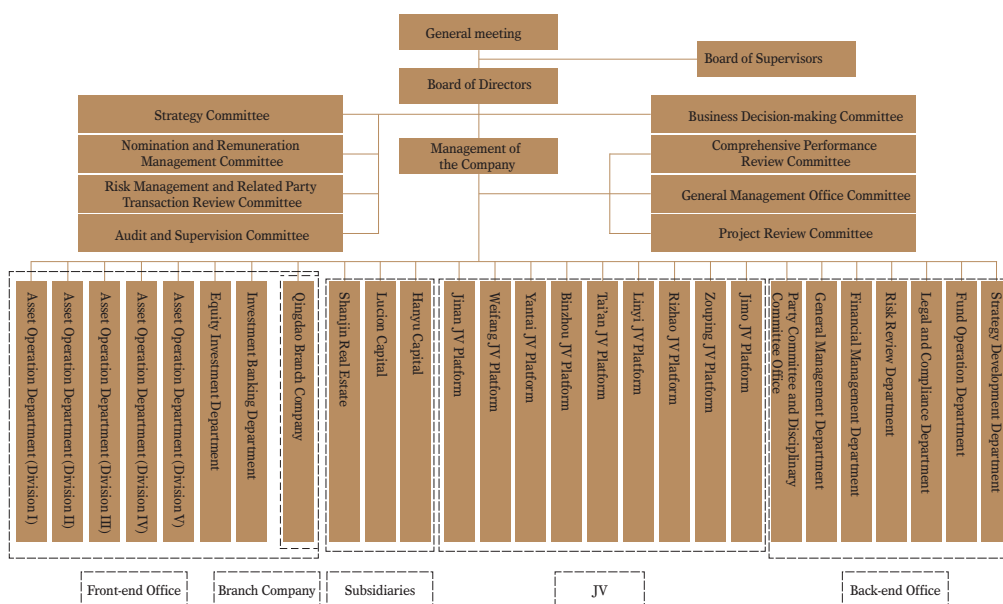 General meeting
Board of Supervisors
Board of Directors
Strategy Committee
Business Decision-making Committee
Nomination and Remuneration
Management Committee
Management of
the Company
Comprehensive Performance
Review Committee
Risk Management and Related Party
Transaction Review Committee
General Management Office Committee
Audit and Supervision Committee
Project Review Committee
Asset Operation Department (Division I)
Asset Operation Department (Division II)
Asset Operation Department (Division III)
Asset Operation Department (Division IV)
Asset Operation Department (Division V)
Equity Investment Department
Investment Banking Department
Qingdao Branch Company
Shanjin Real Estate
Lucion Capital
Hanyu Capital
Jinan JV Platform
Weifang JV Platform
Yantai JV Platform
Binzhou JV Platform
Tai'an JV Platform
Linyi JV Platform
Rizhao JV Platform
Zouping JV Platform
Jimo JV Platform
Party Committee and Disciplinary
Committee Office
General Management Department
Financial Management Department
Risk Review Department
Legal and Compliance Department
Fund Operation Department
Strategy Development Department
Front-end Office
Branch Company
Subsidiaries
JV
Back-end Office